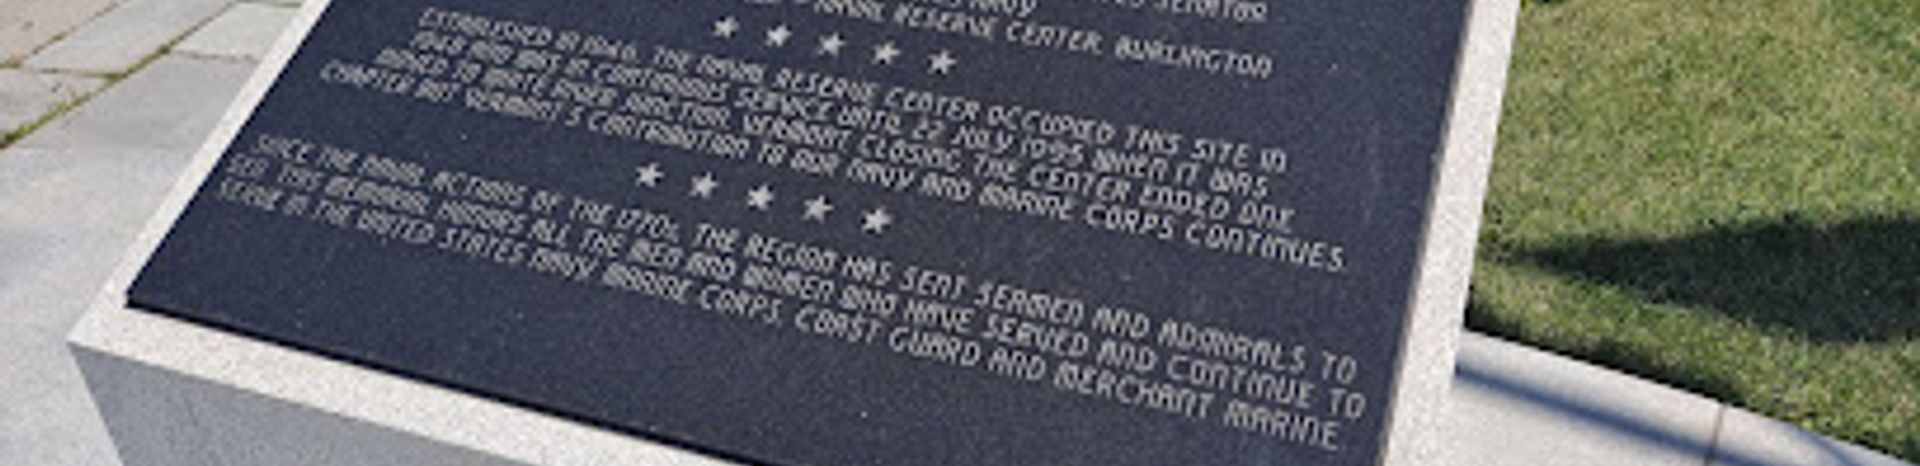 SENATOR
NAVY
NAVAL RESERVE CENTER, BURLINGTON
ESTABLISHED IN 1946, THE NAVAL RESERVE CENTER OCCUPIED THIS SITE IN
1948 AND WAS IN CONTINUOUS SERVICE UNTIL 22 JULY 1995 WHEN IT WAS
MOVED TO WHITE RIVER JUNCTION, VERMONT. CLOSING THE CENTER ENDED ONE
CHAPTER BUT VERMONT'S CONTRIBUTION TO OUR NAVY AND MARINE CORPS CONTINUES.
SINCE THE NAVAL ACTIONS OF THE 1770s, THE REGION HAS SENT SEAMEN AND ADMIRALS TO
SEA. THIS MEMORIAL HONORS ALL THE MEN AND WOMEN WHO HAVE SERVED AND CONTINUE TO
SERVE IN THE UNITED STATES NAVY, MARINE CORPS, COAST GUARD AND MERCHANT MARINE.